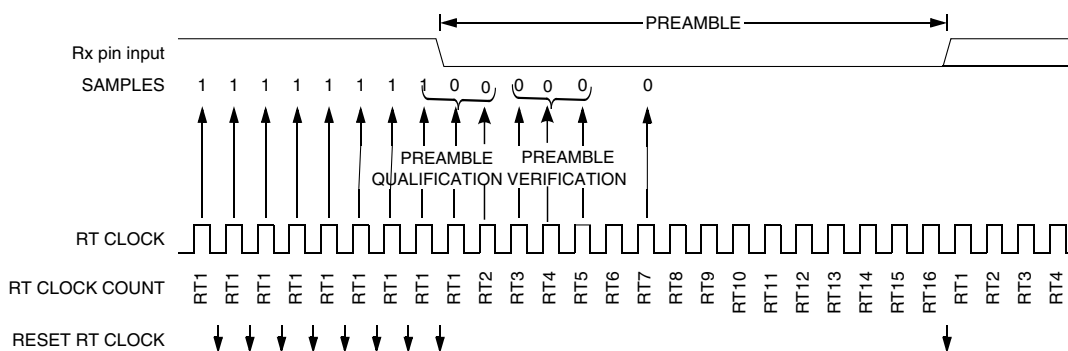 PREAMBLE
Rx pin input
SAMPLES 1 1 1 1 1 1 1 1 0 0 0 0 0 0
PREAMBLE PREAMBLE
QUALIFICATION VERIFICATION
RT CLOCK
RT CLOCK COUNT RT1 RT1 RT1 RT1 RT1 RT1 RT1 RT1 RT1 RT2 RT3 RT4 RT5 RT6 RT7 RT8 RT9 RT10 RT11 RT12 RT13 RT14 RT15 RT16 RT1 RT2 RT3 RT4
RESET RT CLOCK